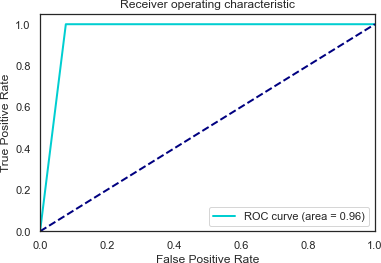 Receiver operating characteristic
True Positive Rate
1.0
0.8
0.6
0.4
0.2
0.0
ROC curve (area = 0.96)
0.0 0.2 0.4 0.6 0.8 1.0
False Positive Rate